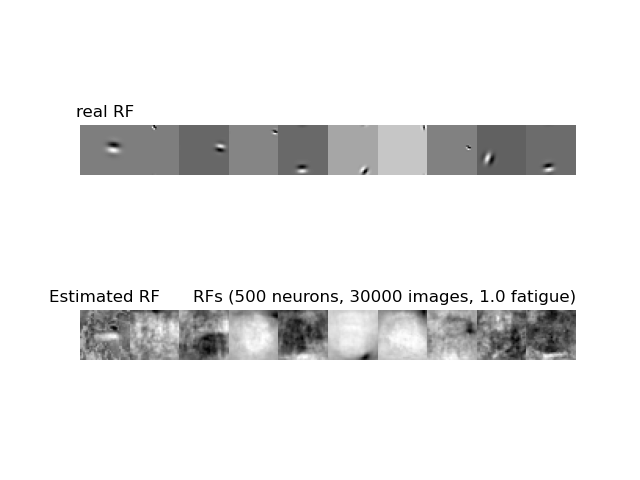 real RF
Estimated RF
RFs (500 neurons, 30000 images, 1.0 fatigue)